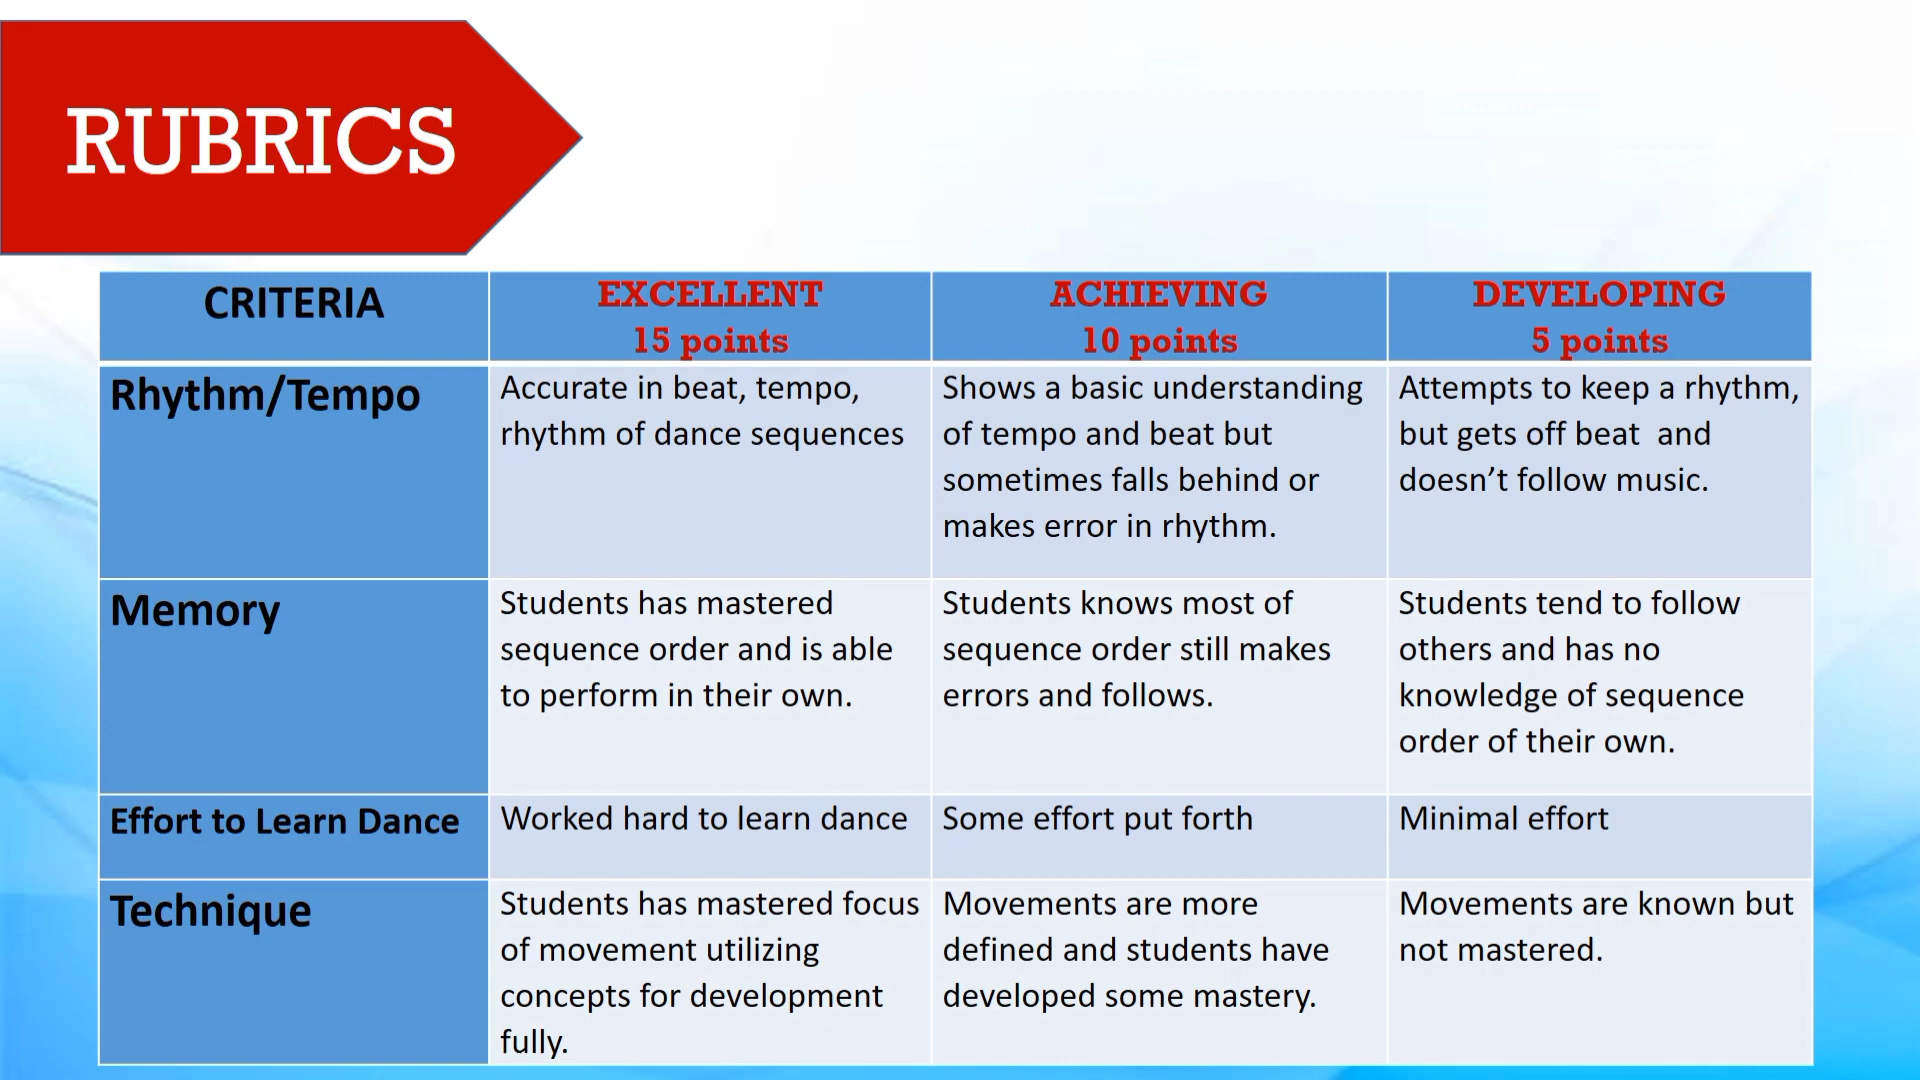 RUBRICS
CRITERIA
EXCELLENT
15 points
ACHIEVING
10 points
DEVELOPING
5 points
Rhythm/Tempo
Accurate in beat, tempo,
rhythm of dance sequences
Shows a basic understanding
of tempo and beat but
sometimes falls behind or
makes error in rhythm.
Attempts to keep a rhythm,
but gets off beat  and
doesn’t follow music.
Memory
Students has mastered
sequence order and is able
to perform in their own.
Students knows most of
sequence order still makes
errors and follows.
Students tend to follow
others and has no
knowledge of sequence
order of their own.
Effort to Learn Dance
Worked hard to learn dance
Some effort put forth
Minimal effort
Technique
Students has mastered focus
of movement utilizing
concepts for development
fully.
Movements are more
defined and students have
developed some mastery.
Movements are known but
not mastered.